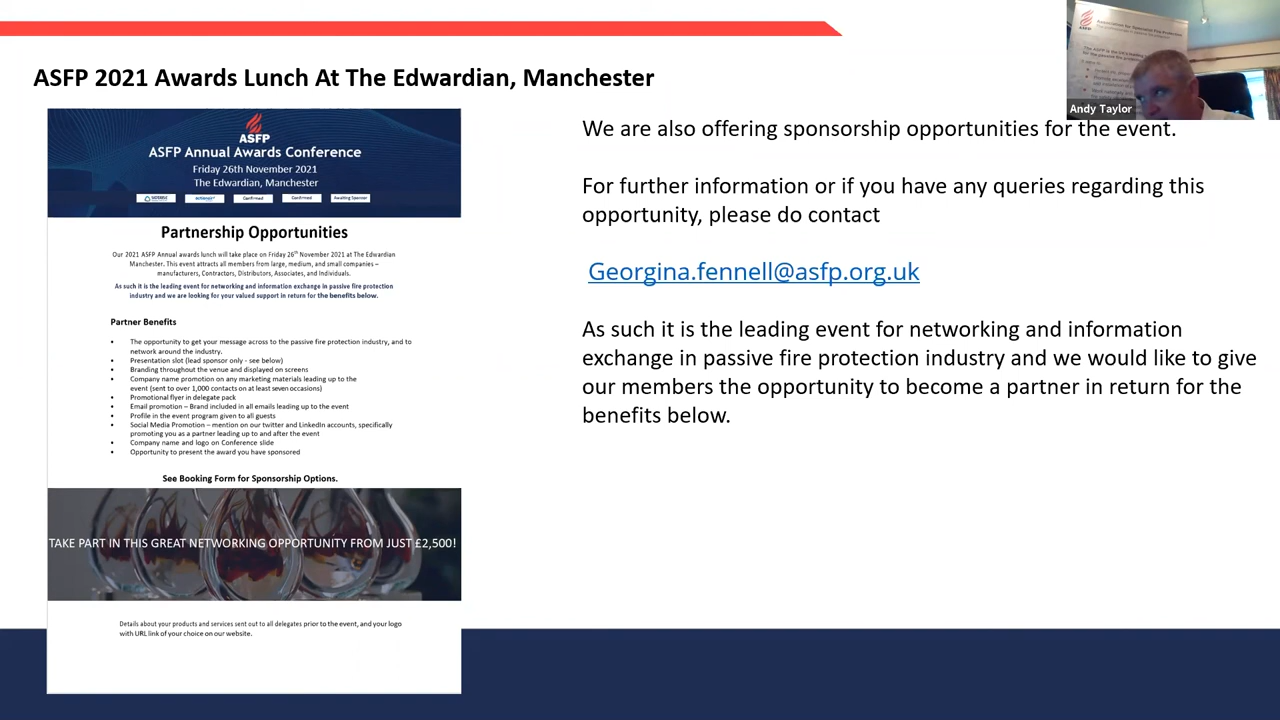 ASFP 2021 Awards Lunch At The Edwardian, Manchester
ASFP
ASFP Annual Awards Conference
Friday 26th November 2021
The Edwardian, Manchester
Confirmed
Confirmed
Awaiting Sponsor
Partnership Opportunities
Our 2021 ASFP Annual awards lunch will take place on Friday 26th November 2021 at The Edwardian
Manchester. This event attracts all members from large, medium, and small companies –
manufacturers, Contractors, Distributors, Associates, and Individuals.
As such it is the leading event for networking and information exchange in passive fire protection
industry and we are looking for your valued support in return for the benefits below.
Partner Benefits
• The opportunity to get your message across to the passive fire protection industry, and to
network around the industry.
• Presentation slot (lead sponsor only - see below)
• Branding throughout the venue and displayed on screens
• Company name promotion on any marketing materials leading up to the
event (sent to over 1,000 contacts on at least seven occasions)
• Promotional flyer in delegate pack
• Email promotion – Brand included in all emails leading up to the event
• Profile in the event program given to all guests
• Social Media Promotion – mention on our twitter and LinkedIn accounts, specifically
promoting you as a partner leading up to and after the event
• Company name and logo on Conference slide
• Opportunity to present the award you have sponsored
See Booking Form for Sponsorship Options.
TAKE PART IN THIS GREAT NETWORKING OPPORTUNITY FROM JUST £2,500!
Details about your products and services sent out to all delegates prior to the event, and your logo
with URL link of your choice on our website.
We are also offering sponsorship opportunities for the event.
For further information or if you have any queries regarding this
opportunity, please do contact
Georgina.fennell@asfp.org.uk
As such it is the leading event for networking and information
exchange in passive fire protection industry and we would like to give
our members the opportunity to become a partner in return for the
benefits below.
Association for Specialist Fire Protection
ASFP
Andy Taylor